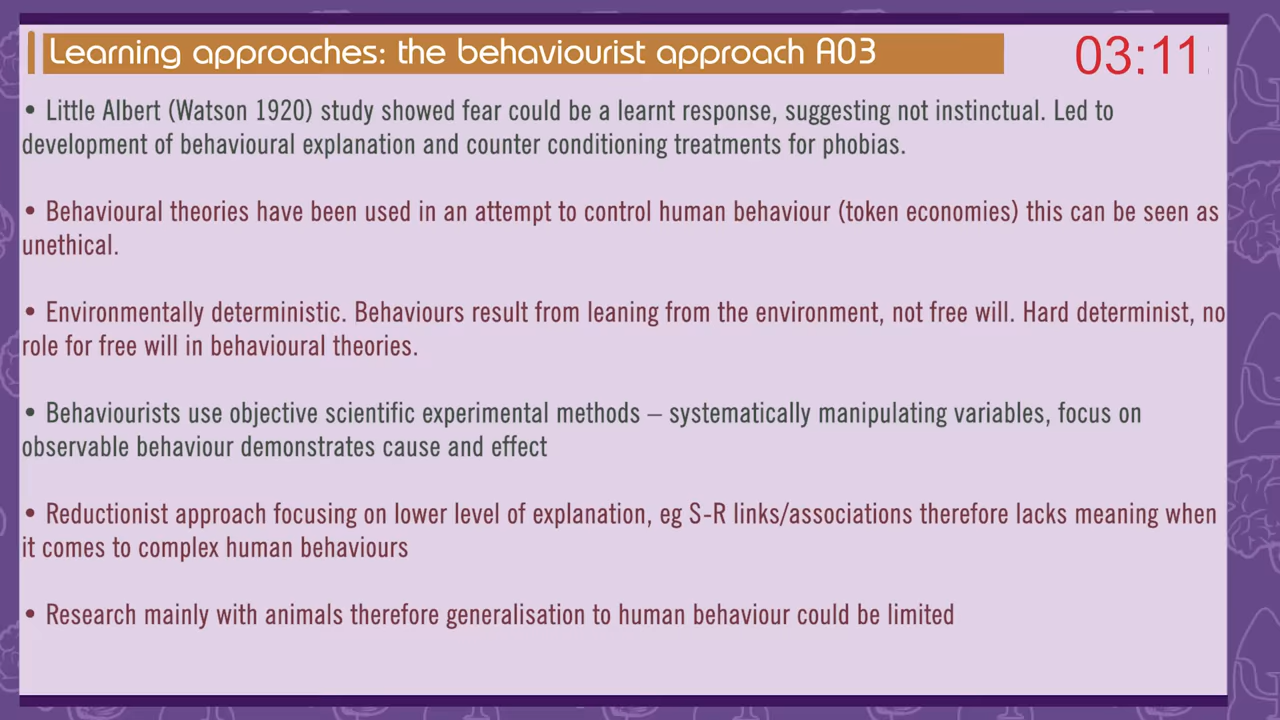 Learning approaches: the behaviourist approach A03
03:11
• Little Albert (Watson 1920) study showed fear could be a learnt response, suggesting not instinctual. Led to
development of behavioural explanation and counter conditioning treatments for phobias.
• Behavioural theories have been used in an attempt to control human behaviour (token economies) this can be seen as
unethical.
• Environmentally deterministic. Behaviours result from leaning from the environment, not free will. Hard determinist, no
role for free will in behavioural theories.
• Behaviourists use objective scientific experimental methods – systematically manipulating variables, focus on
observable behaviour demonstrates cause and effect
• Reductionist approach focusing on lower level of explanation, eg S-R links/associations therefore lacks meaning when
it comes to complex human behaviours
• Research mainly with animals therefore generalisation to human behaviour could be limited